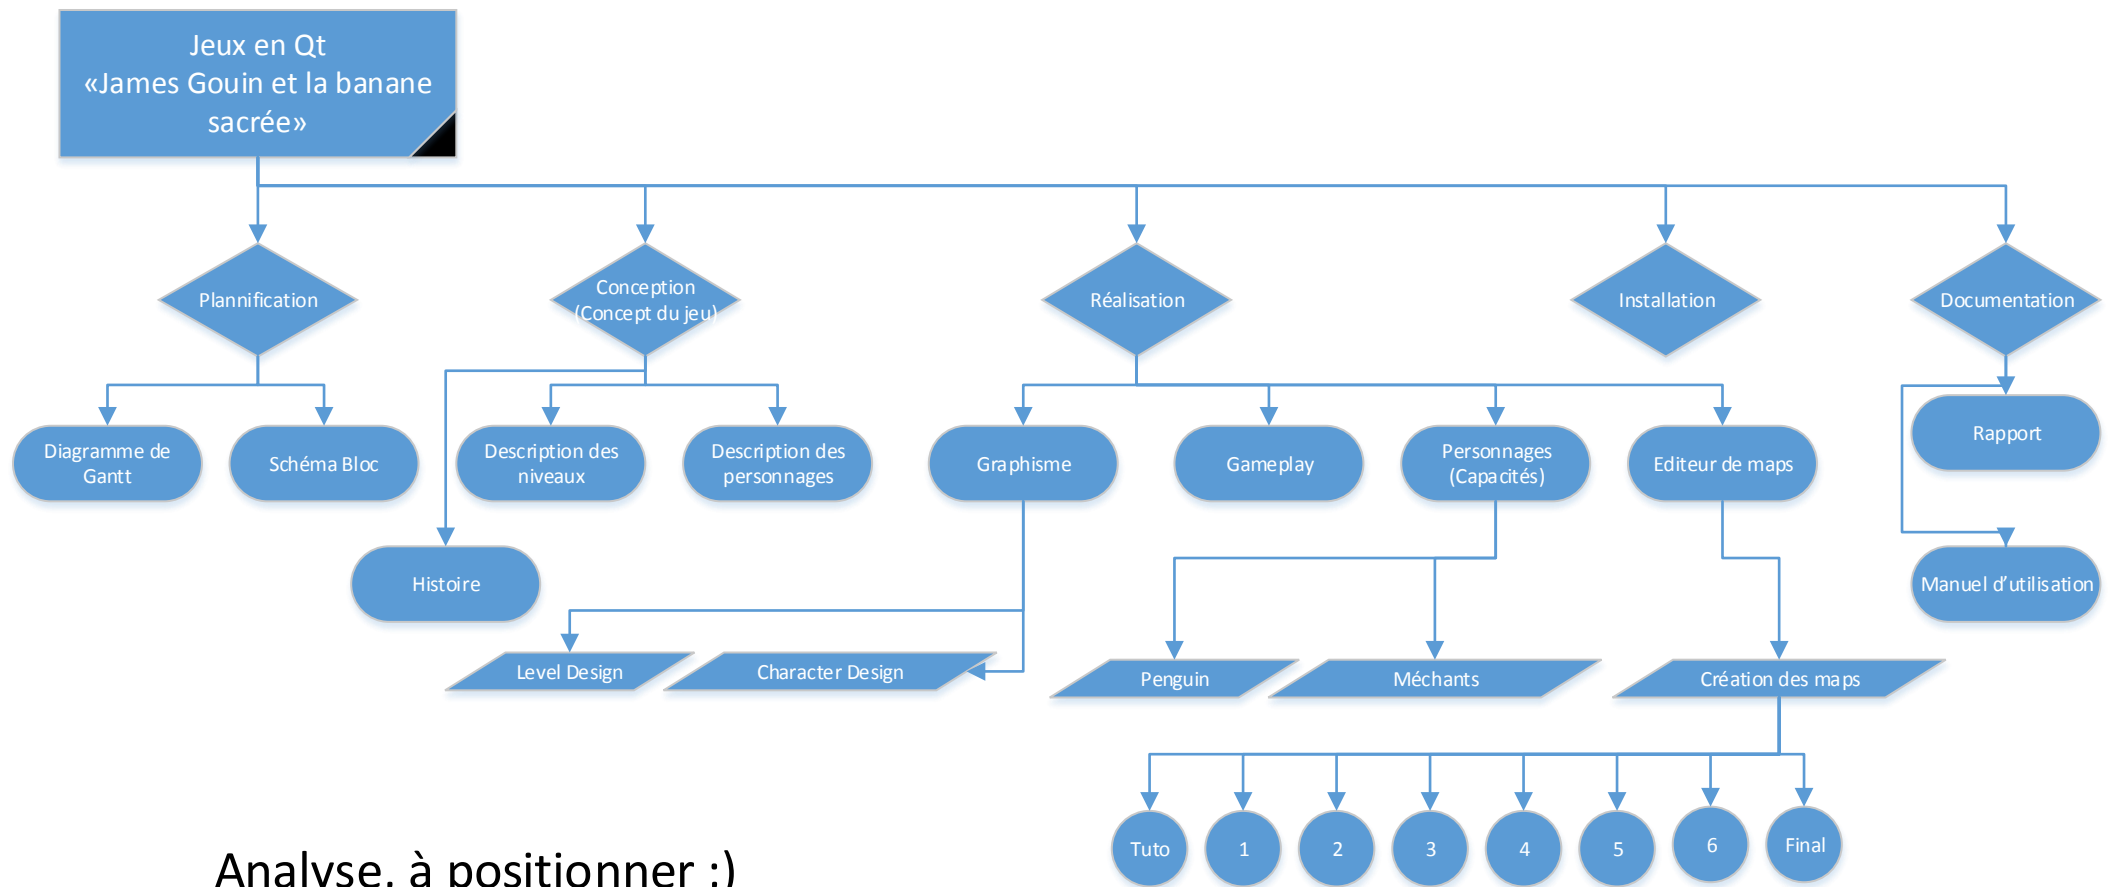 Jeux en Qt
«James Gouin et la banane
sacrée»
Plannification
Conception
(Concept du jeu)
Réalisation
Installation
Documentation
Diagramme de
Gantt
Schéma Bloc
Description des
niveaux
Description des
personnages
Graphisme
Gameplay
Personnages
(Capacités)
Editeur de maps
Rapport
Histoire
Manuel d’utilisation
Level Design
Character Design
Penguin
Méchants
Création des maps
Tuto
1
2
3
4
5
6
Final
Analyse, à positionner :)